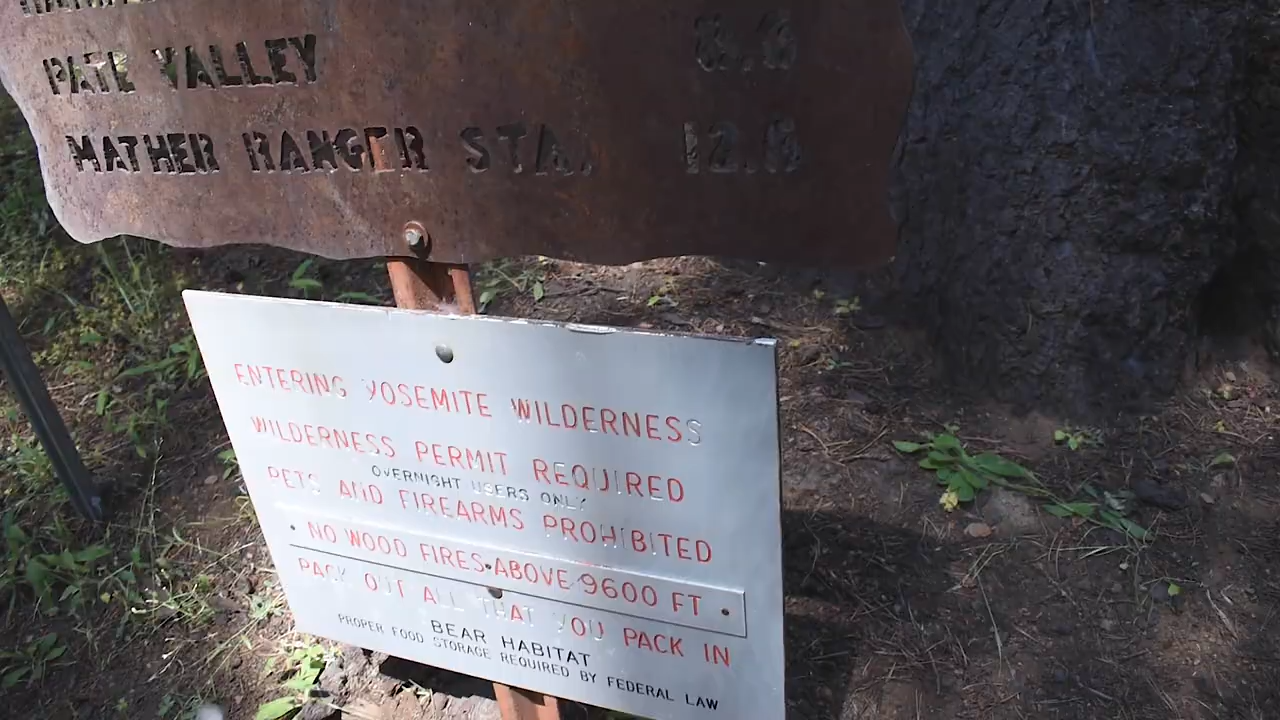 PATE VALLEY
MATHER RANGER STA.
ENTERING YOSEMITE WILDERNESS
WILDERNESS PERMIT REQUIRED
OVERNIGHT USERS ONLY
PETS AND FIREARMS PROHIBITED
NO WOOD FIRES ABOVE 9600 FT
PACK OUT ALL THAT YOU PACK IN
BEAR HABITAT
PROPER FOOD STORAGE REQUIRED BY FEDERAL LAW